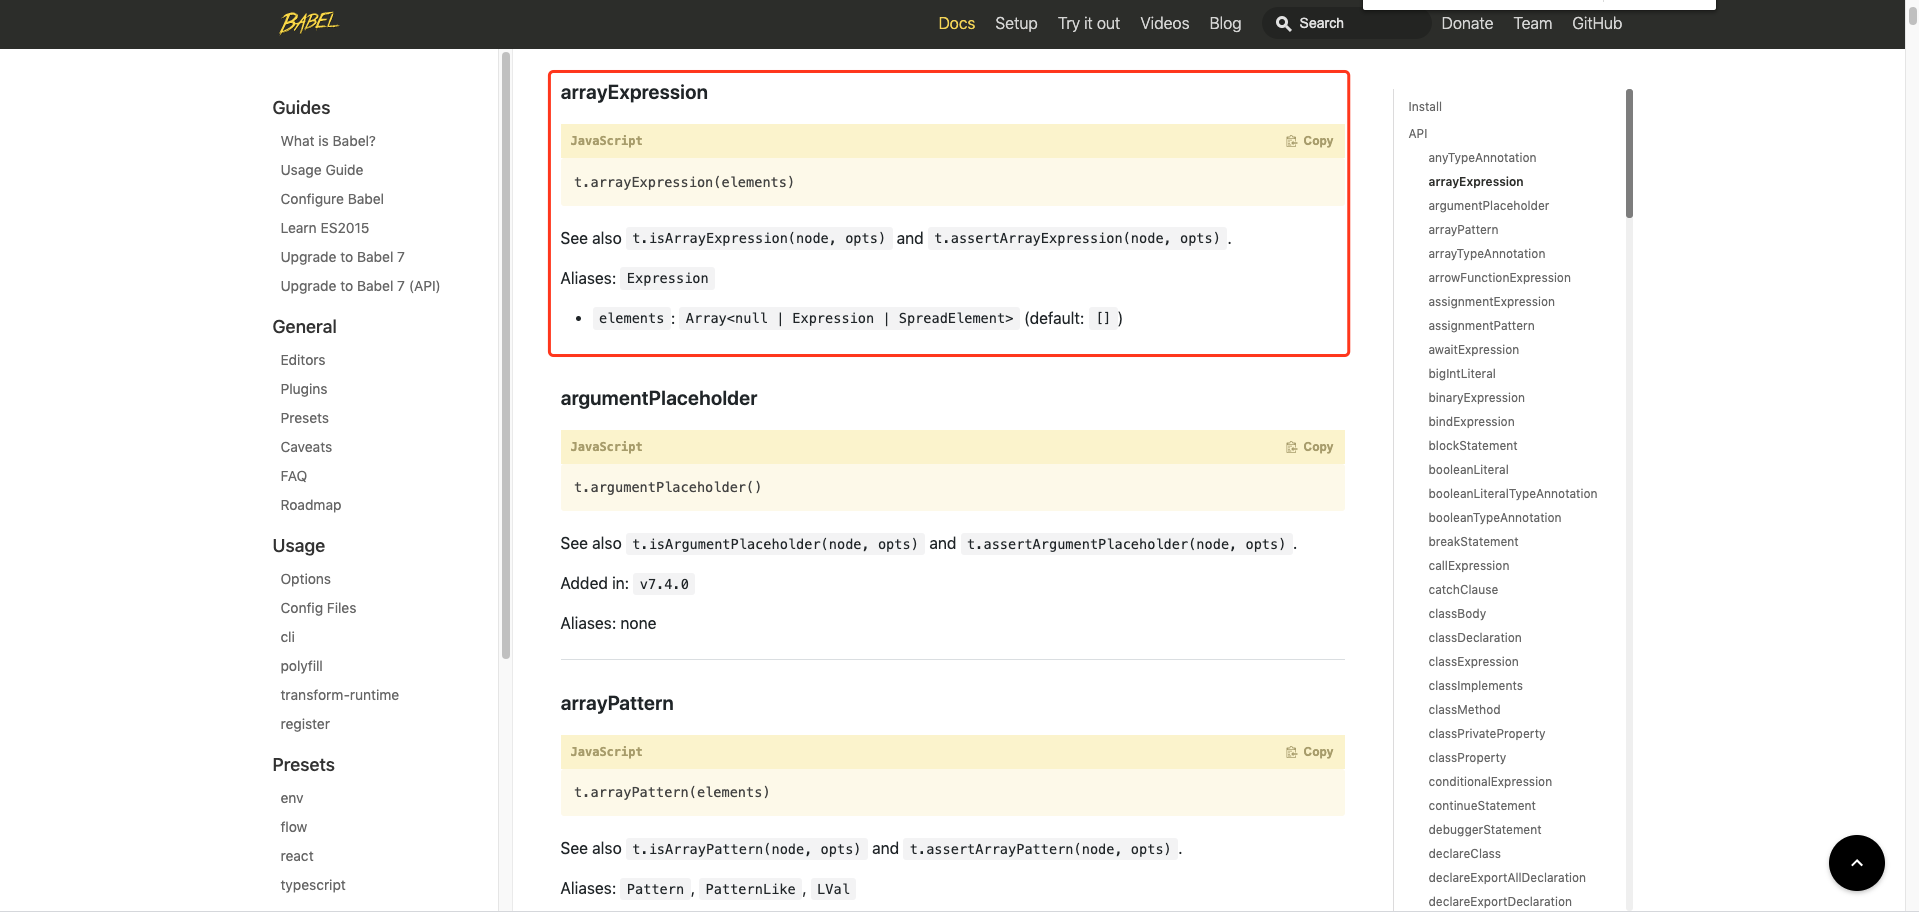 BABEL
Docs Setup Try it out Videos Blog Search Donate Team GitHub
Guides
What is Babel?
Usage Guide
Configure Babel
Learn ES2015
Upgrade to Babel 7
Upgrade to Babel 7 (API)
General
Editors
Plugins
Presets
Caveats
FAQ
Roadmap
Usage
Options
Config Files
cli
polyfill
transform-runtime
register
Presets
env
flow
react
typescript
arrayExpression
JavaScript Copy
t.arrayExpression(elements)
See also t.isArrayExpression(node, opts) and t.assertArrayExpression(node, opts) .
Aliases: Expression
• elements : Array<null | Expression | SpreadElement> (default: [] )
argumentPlaceholder
JavaScript Copy
t.argumentPlaceholder()
See also t.isArgumentPlaceholder(node, opts) and t.assertArgumentPlaceholder(node, opts) .
Added in: v7.4.0
Aliases: none
arrayPattern
JavaScript Copy
t.arrayPattern(elements)
See also t.isArrayPattern(node, opts) and t.assertArrayPattern(node, opts) .
Aliases: Pattern , PatternLike , LVal
Install
API
anyTypeAnnotation
arrayExpression
argumentPlaceholder
arrayPattern
arrayTypeAnnotation
arrowFunctionExpression
assignmentExpression
assignmentPattern
awaitExpression
bigIntLiteral
binaryExpression
bindExpression
blockStatement
booleanLiteral
booleanLiteralTypeAnnotation
booleanTypeAnnotation
breakStatement
callExpression
catchClause
classBody
classDeclaration
classExpression
classImplements
classMethod
classPrivateProperty
classProperty
conditionalExpression
continueStatement
debuggerStatement
declareClass
declareExportAllDeclaration
declareExportDeclaration